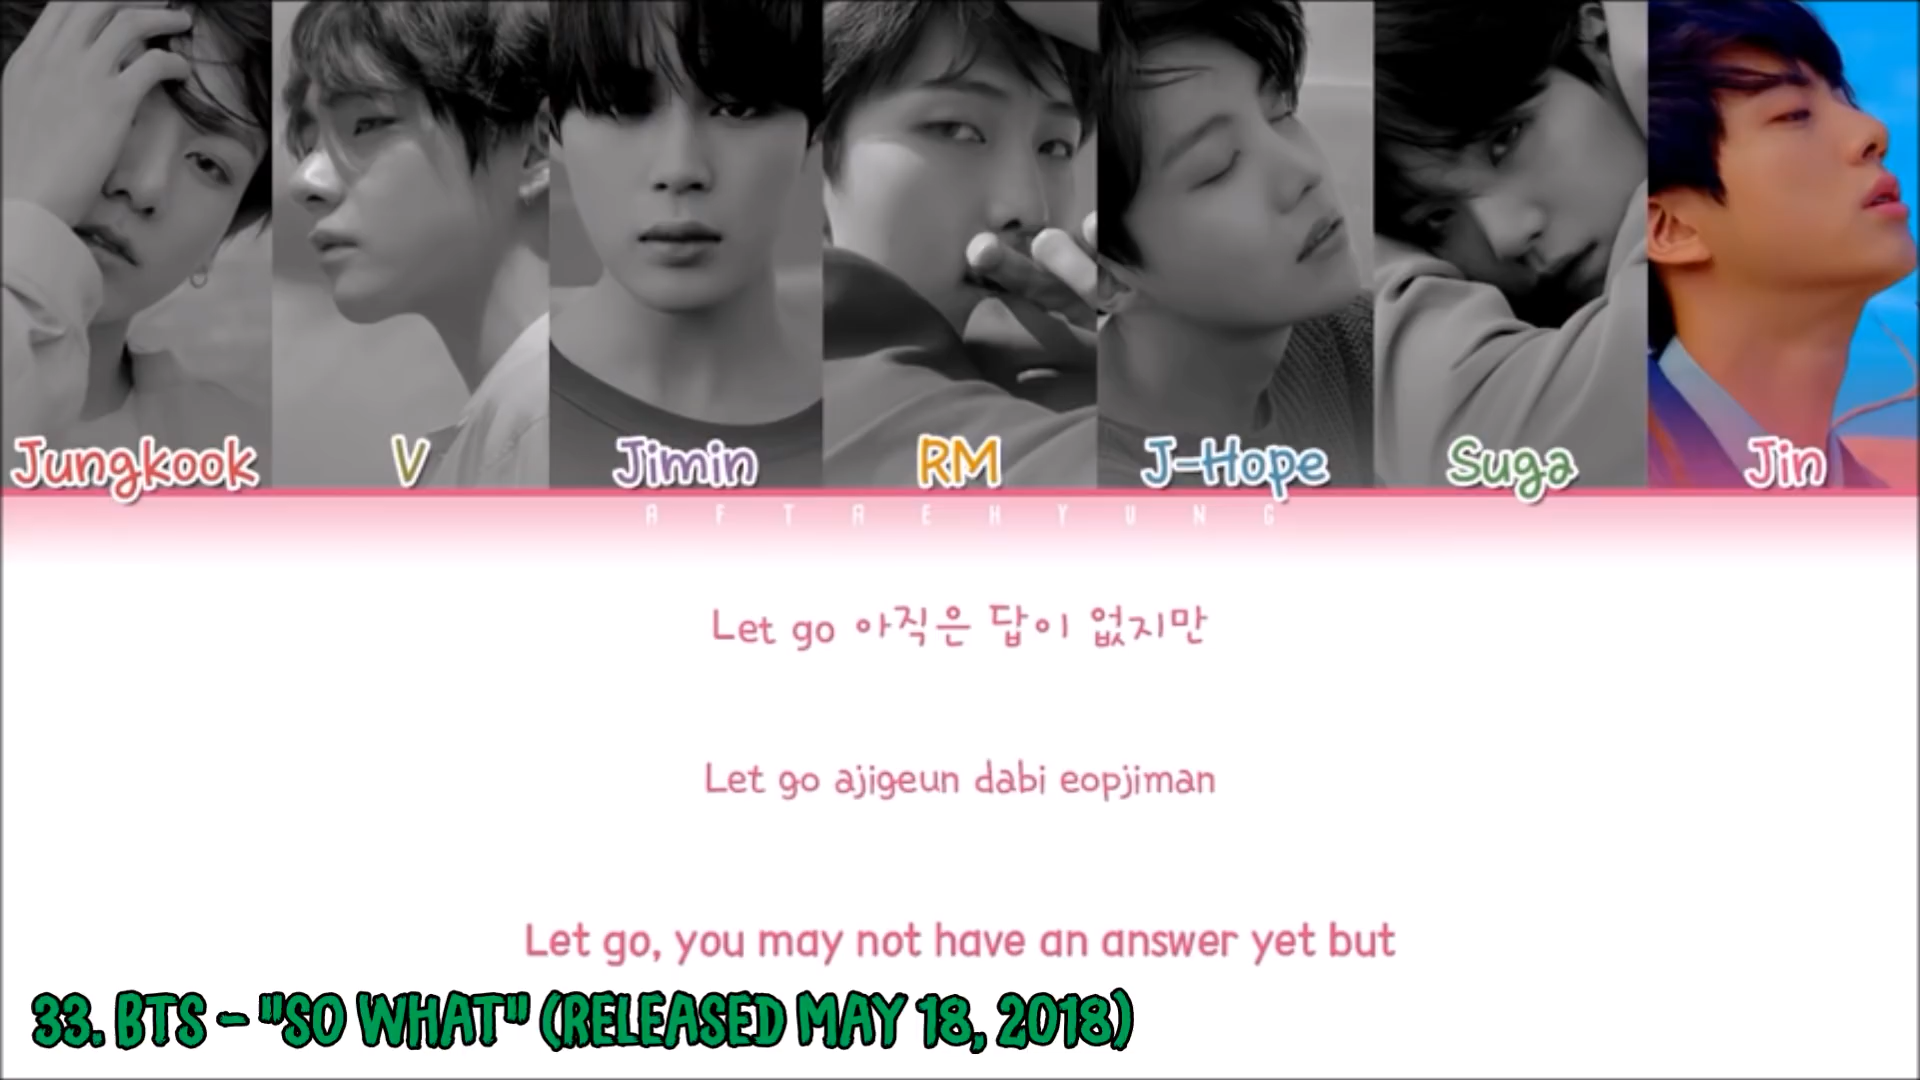 Jungkook V Jimin RM J-Hope Suga Jin
AFTAEHYUNG
Let go 아직은 답이 없지만
Let go ajigeun dabi eopjiman
Let go, you may not have an answer yet but
33. BTS - "SO WHAT" (RELEASED MAY 18, 2018)